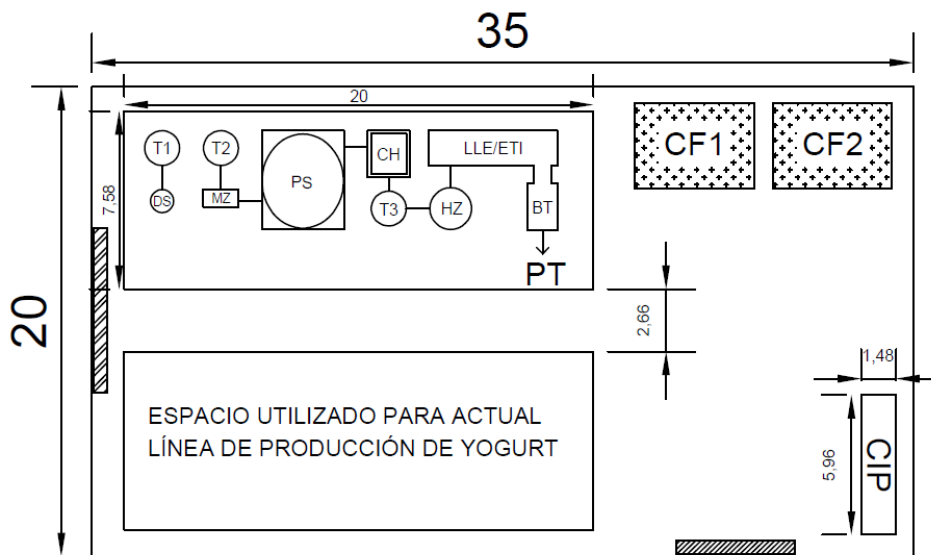 35
20
T1
T2
CH
LLE/ETI
CF1
CF2
PS
DS
MZ
T3
HZ
BT
7,58
PT
20
2,66
1,48
ESPACIO UTILIZADO PARA ACTUAL
LÍNEA DE PRODUCCIÓN DE YOGURT
5,96
CIP